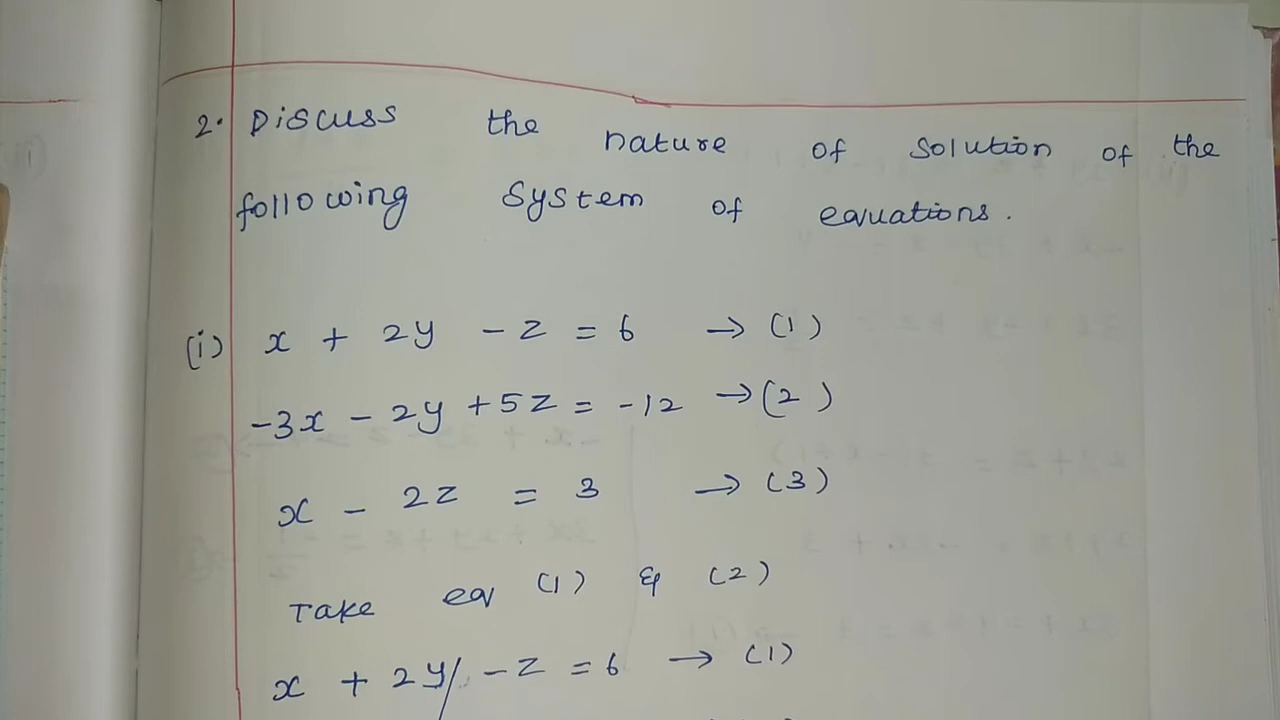 2. Discuss the nature of solution of the
following system of equations.
(i) x + 2y - z = 6 → (1)
-3x - 2y + 5z = -12 → (2)
x - 2z = 3 → (3)
Take eq (1) & (2)
x + 2y - z = 6 → (1)